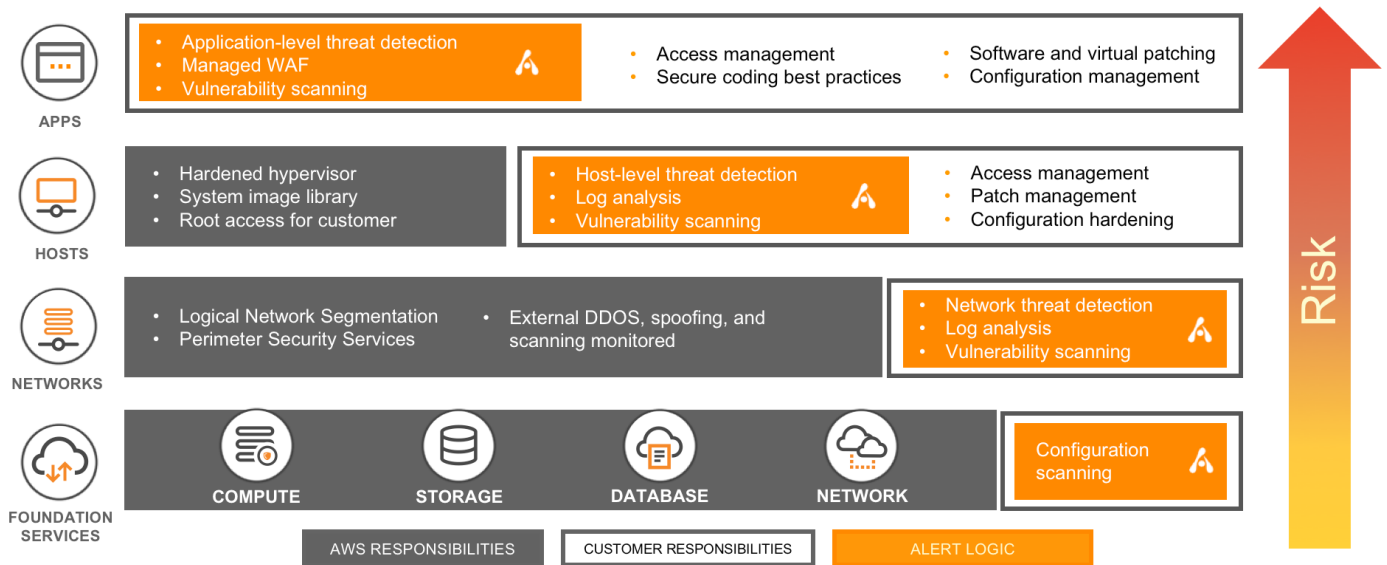 • Application-level threat detection
• Managed WAF
• Vulnerability scanning
• Access management
• Secure coding best practices
• Software and virtual patching
• Configuration management
APPS
• Hardened hypervisor
• System image library
• Root access for customer
• Host-level threat detection
• Log analysis
• Vulnerability scanning
• Access management
• Patch management
• Configuration hardening
HOSTS
• Logical Network Segmentation
• Perimeter Security Services
• External DDOS, spoofing, and
scanning monitored
• Network threat detection
• Log analysis
• Vulnerability scanning
NETWORKS
COMPUTE
STORAGE
DATABASE
NETWORK
Configuration
scanning
FOUNDATION
SERVICES
AWS RESPONSIBILITIES
CUSTOMER RESPONSIBILITIES
ALERT LOGIC
Risk